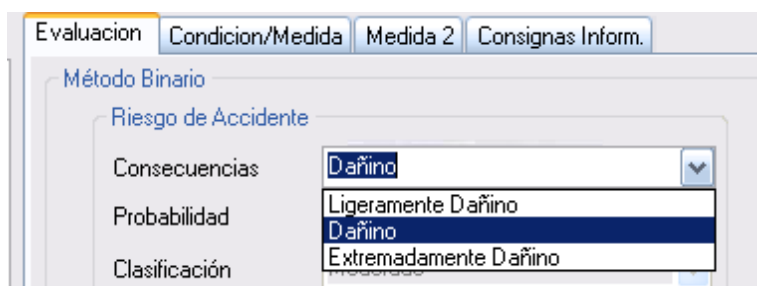 Evaluacion Condicion/Medida Medida 2 Consignas Inform.
Método Binario
Riesgo de Accidente
Consecuencias Dañino
Ligeramente Dañino
Probabilidad Dañino
Extremadamente Dañino
Clasificación